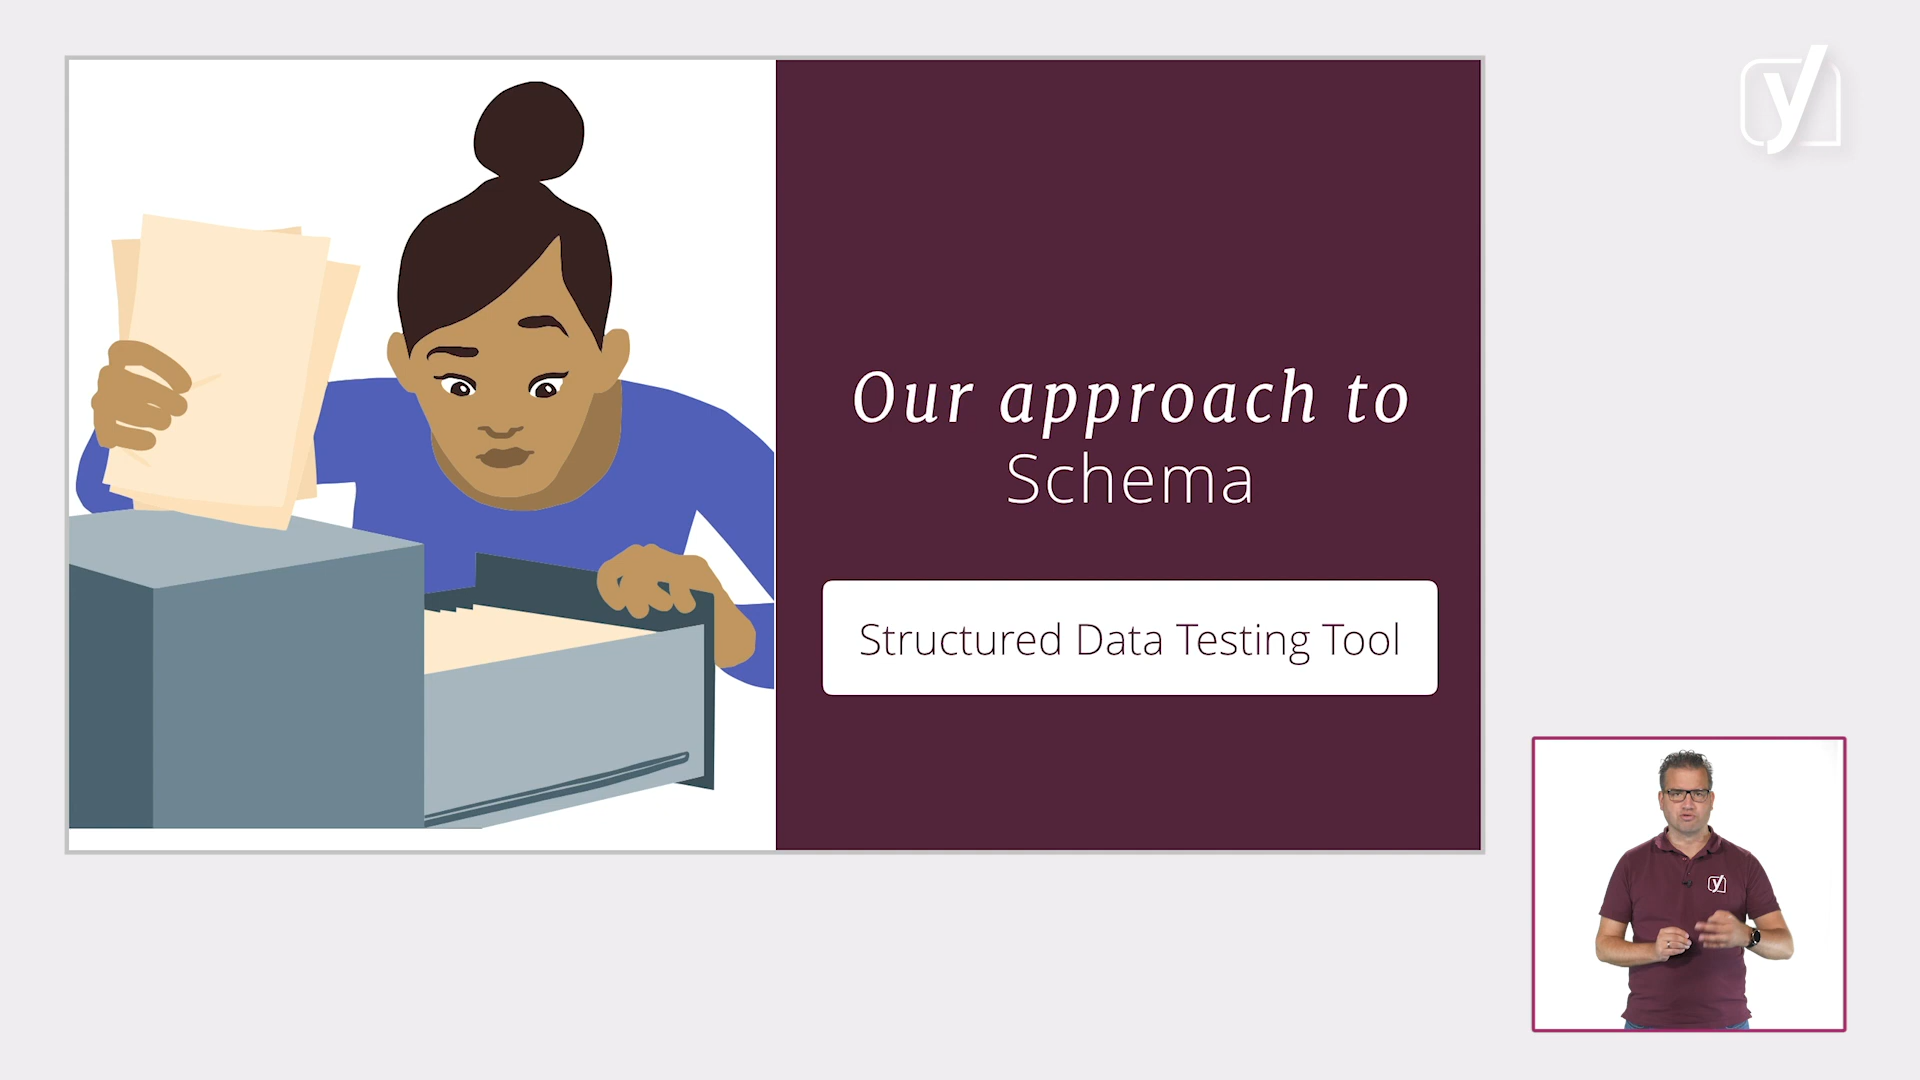 Our approach to
Schema
Structured Data Testing Tool
y
y